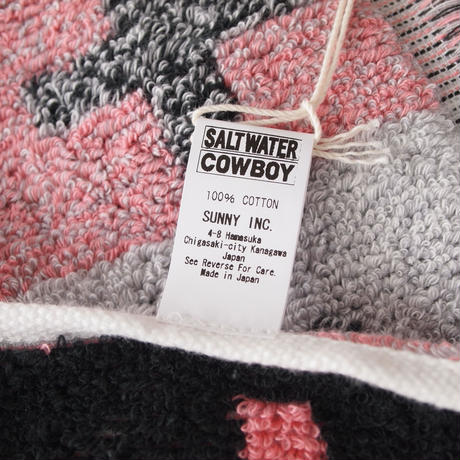 SALTWATER
COWBOY
100% COTTON
SUNNY INC.
4-8 Hamasuka
Chigasaki-city Kanagawa
Japan
See Reverse For Care.
Made in Japan